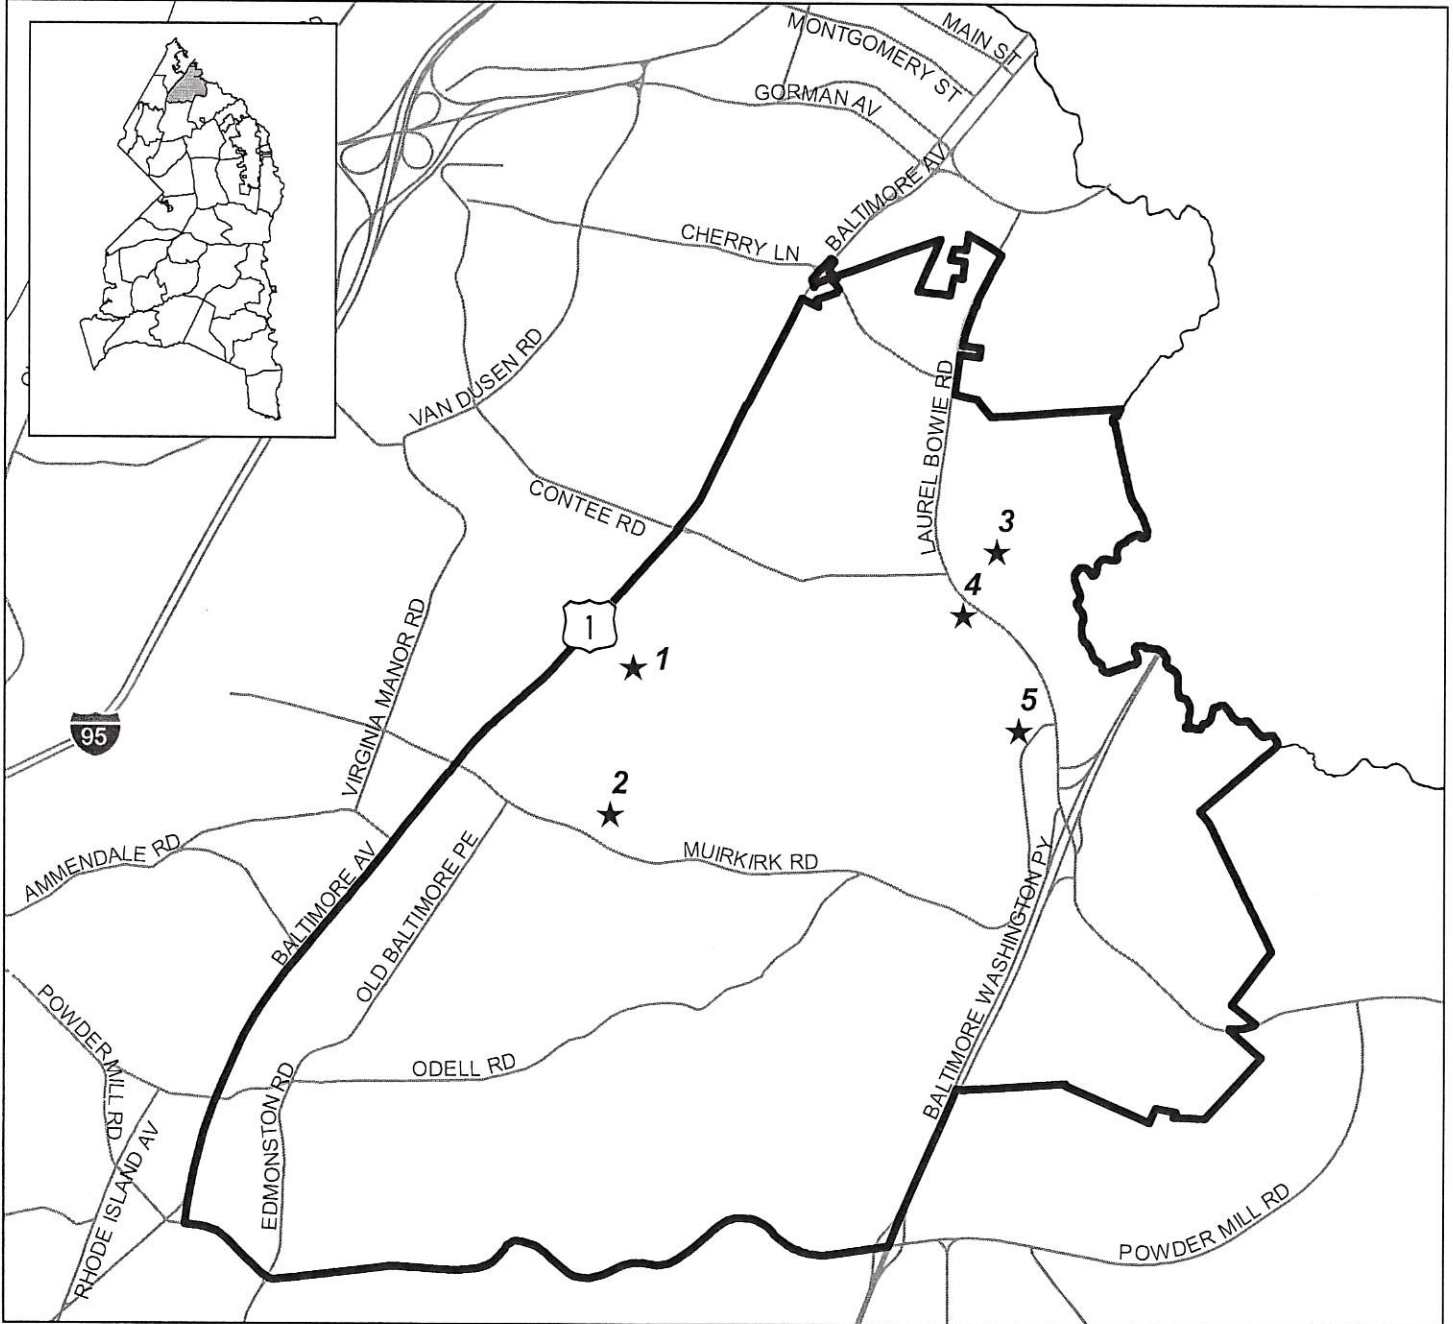 MAIN ST
MONTGOMERY ST
GORMAN AV
BALTIMORE AV
CHERRY LN
VAN DUSEN RD
LAUREL BOWIE RD
CONTEE RD
3
4
1
VIRGINIA MANOR RD
1
5
95
2
MUIRKIRK RD
AMMENDALE RD
BALTIMORE AV
OLD BALTIMORE PE
BALTIMORE WASHINGTON PY
POWDER MILL RD
ODELL RD
EDMONSTON RD
RHODE ISLAND AV
POWDER MILL RD